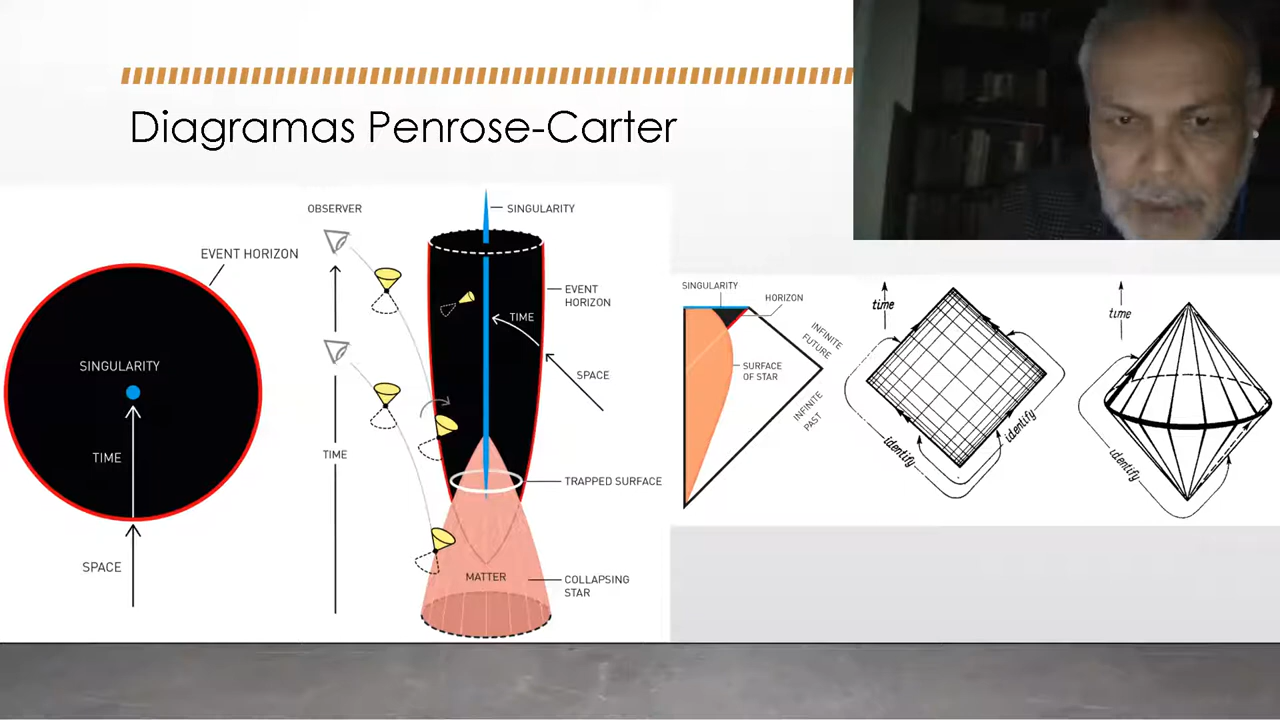 Diagramas Penrose-Carter
EVENT HORIZON
SINGULARITY
TIME
SPACE
OBSERVER
TIME
SINGULARITY
EVENT
HORIZON
TIME
SPACE
TRAPPED SURFACE
MATTER
COLLAPSING
STAR
SINGULARITY
HORIZON
INFINITE
FUTURE
SURFACE
OF STAR
INFINITE
PAST
time
identify
identify
time
identify
identify